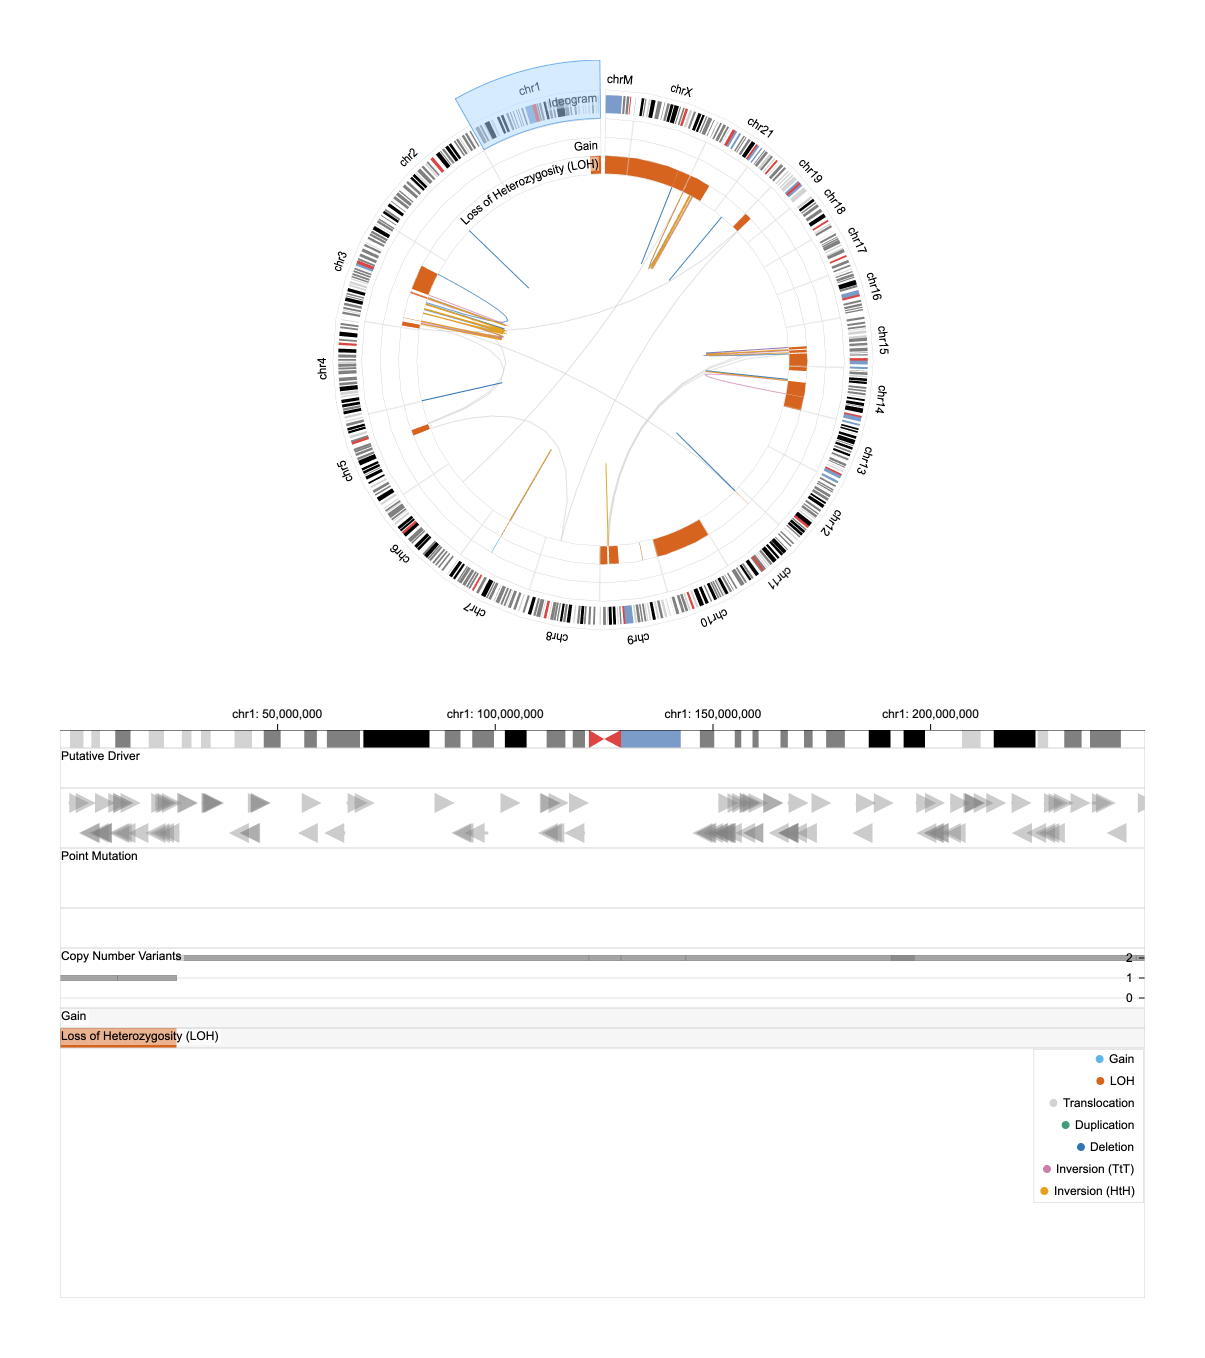 chrM
chrX
chr1
Ideogram
chr21
Gain
chr2
Loss of Heterozygosity (LOH)
chr19
chr18
chr17
chr3
chr16
chr15
chr4
chr14
chr13
chr5
chr12
chr6
chr11
chr7
chr10
chr8
chr9
chr1: 50,000,000
chr1: 100,000,000
chr1: 150,000,000
chr1: 200,000,000
Putative Driver
Point Mutation
Copy Number Variants
2
1
0
Gain
Loss of Heterozygosity (LOH)
Gain
LOH
Translocation
Duplication
Deletion
Inversion (TtT)
Inversion (HtH)